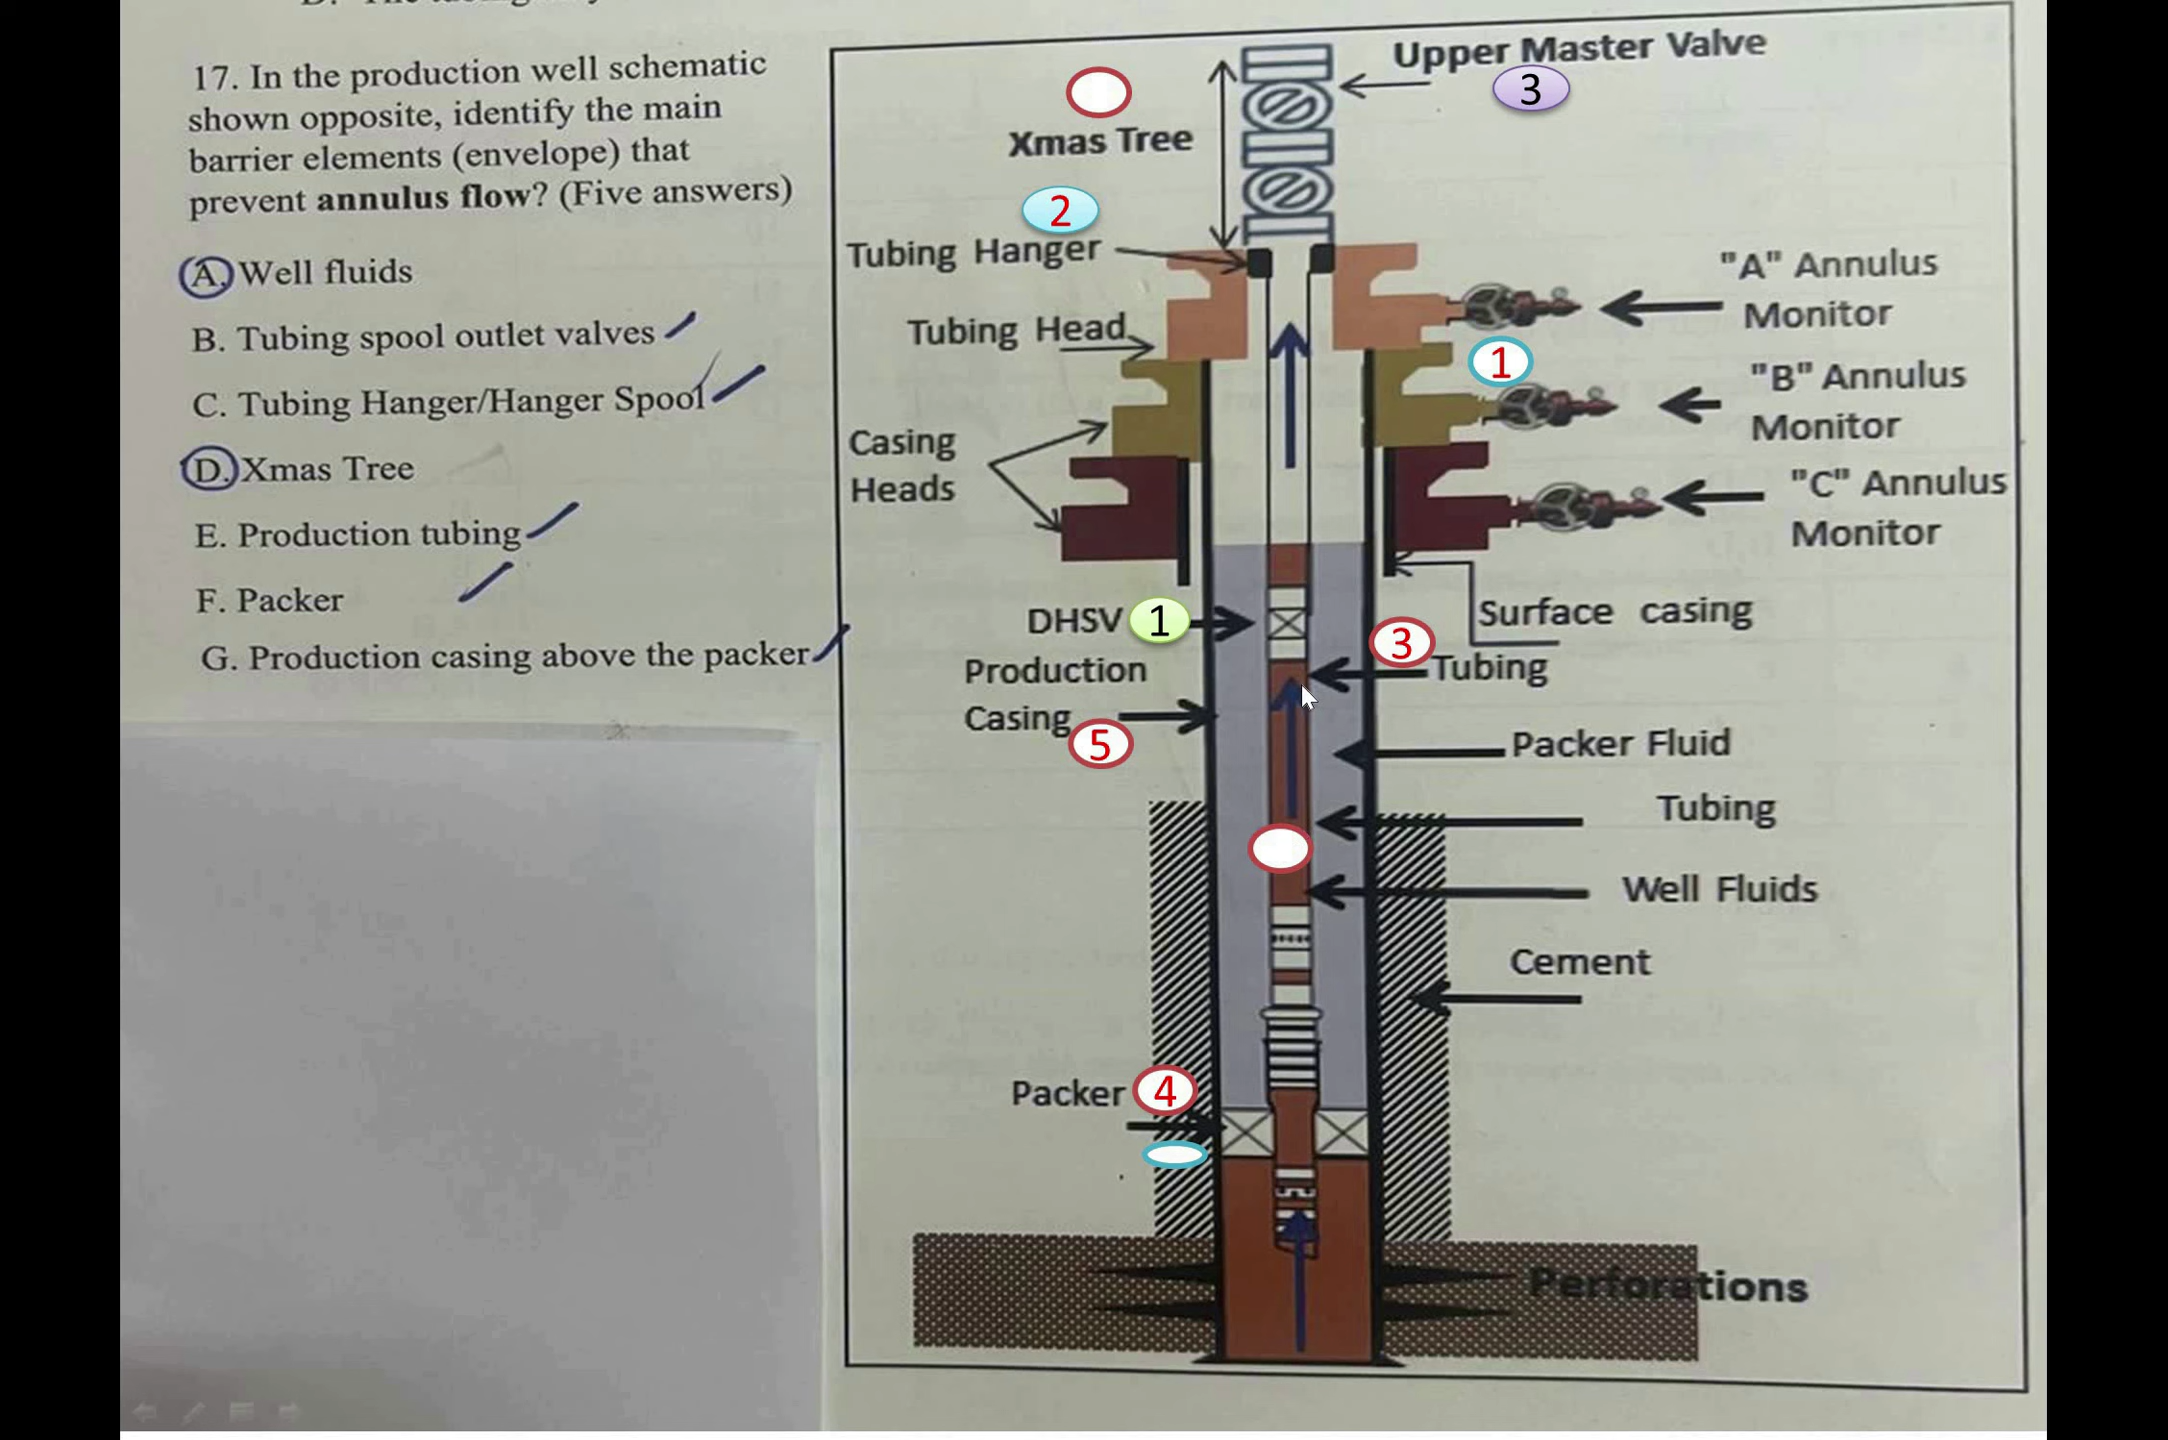 17. In the production well schematic
shown opposite, identify the main
barrier elements (envelope) that
prevent annulus flow? (Five answers)
A. Well fluids
B. Tubing spool outlet valves
C. Tubing Hanger/Hanger Spool
D. Xmas Tree
E. Production tubing
F. Packer
G. Production casing above the packer
Upper Master Valve
3
Xmas Tree
2
Tubing Hanger
"A" Annulus
Monitor
Tubing Head
1
"B" Annulus
Monitor
Casing
Heads
"C" Annulus
Monitor
DHSV 1
Surface casing
3
Production
Casing
Tubing
5
Packer Fluid
Tubing
Well Fluids
Cement
Packer 4
Perforations